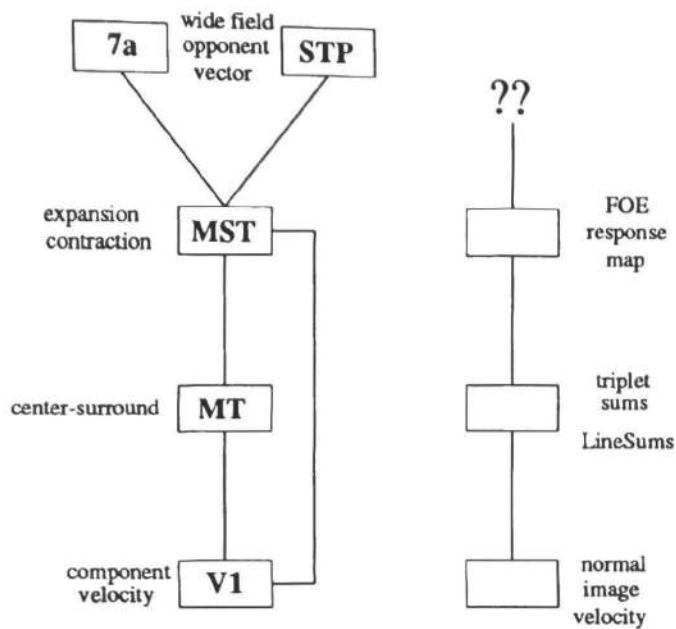 7a
wide field
opponent
vector
STP
??
expansion
contraction
MST
FOE
response
map
center-surround
MT
triplet
sums
LineSums
component
velocity
V1
normal
image
velocity